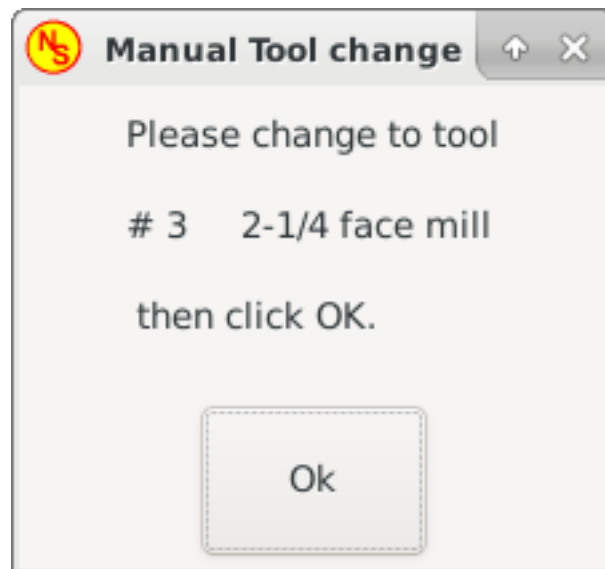 NS Manual Tool change
Please change to tool
# 3 2-1/4 face mill
then click OK.
Ok